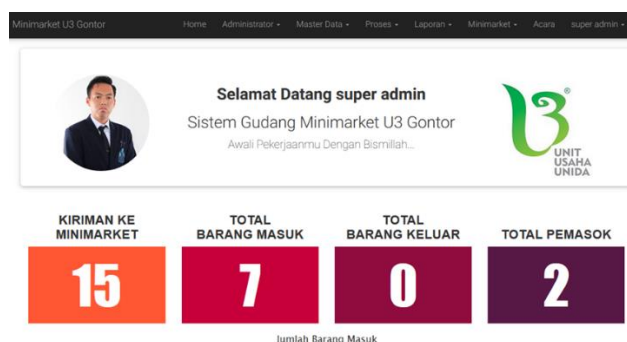 Minimarket U3 Gontor Home Administrator Master Data Proses Laporan Minimarket Acara super admin
Selamat Datang super admin
Sistem Gudang Minimarket U3 Gontor
Awali Pekerjaanmu Dengan Bismillah...
UNIT
USAHA
UNIDA
KIRIMAN KE
MINIMARKET
TOTAL
BARANG MASUK
TOTAL
BARANG KELUAR
TOTAL PEMASOK
15
7
0
2
Jumlah Barang Masuk